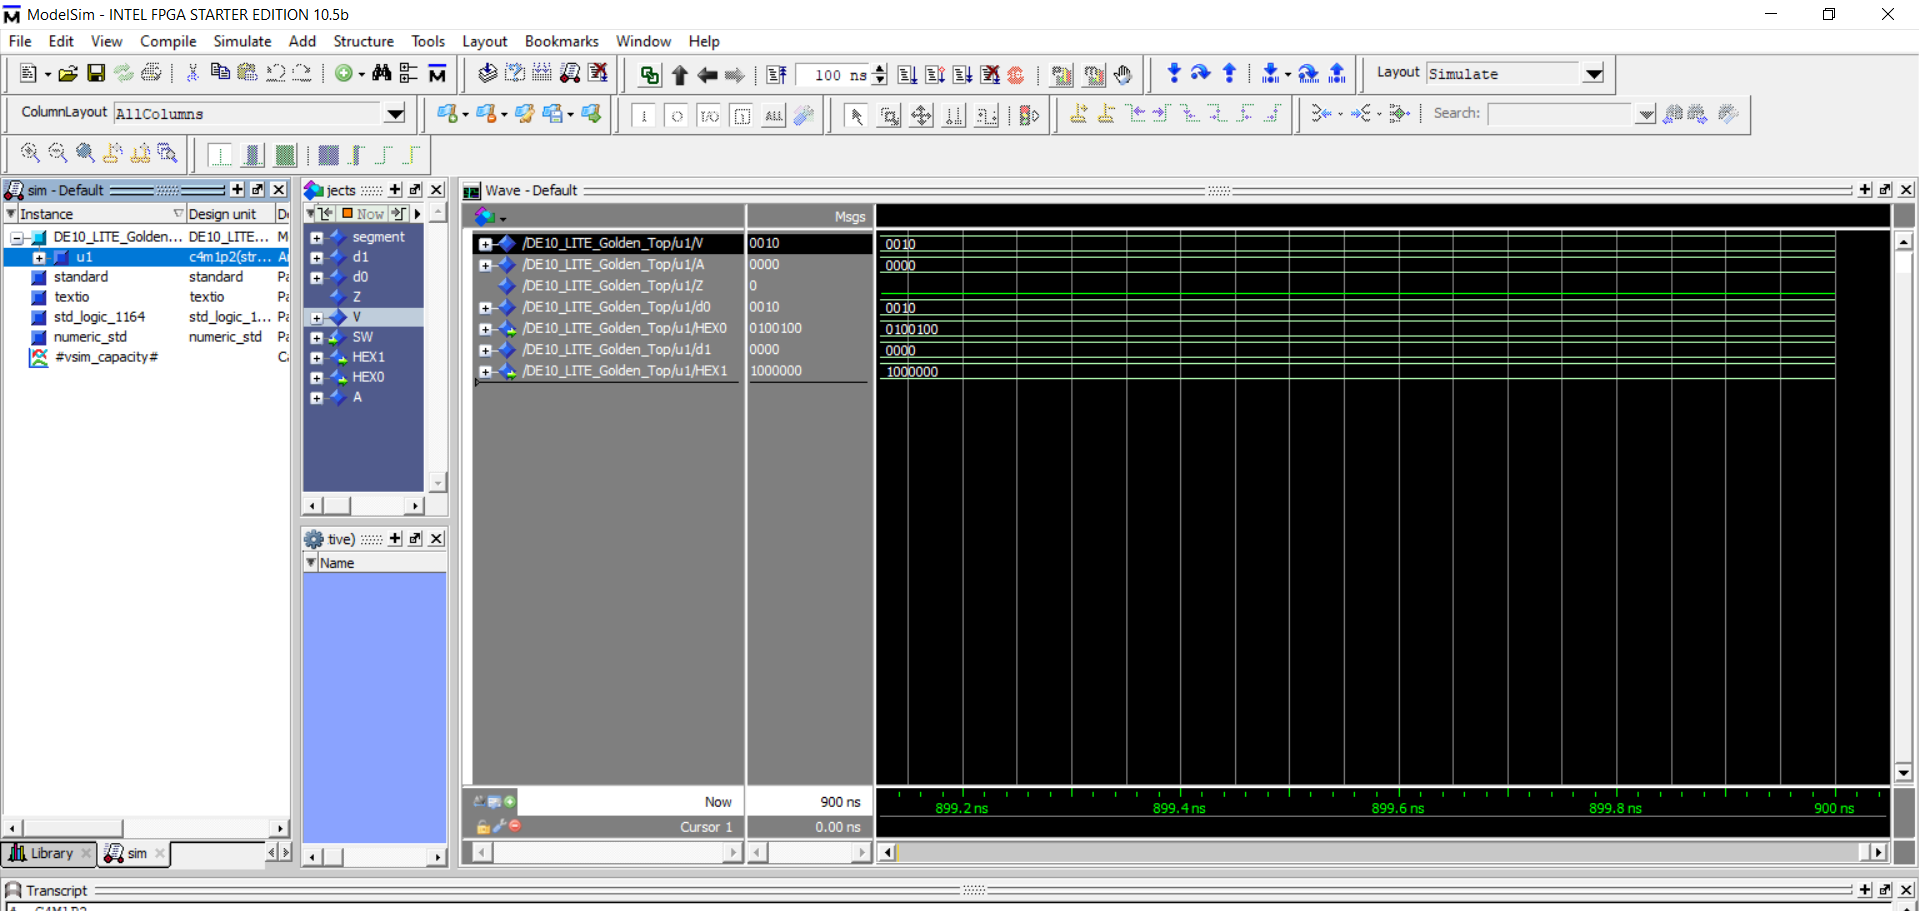 ModelSim - INTEL FPGA STARTER EDITION 10.5b
File Edit View Compile Simulate Add Structure Tools Layout Bookmarks Window Help
100 ns
Layout Simulate
ColumnLayout AllColumns
Search:
sim - Default
Instance Design unit
DE10_LITE_Golden... DE10_LITE... M
u1 c4m1p2(str... Ar
standard standard Pa
textio textio Pa
std_logic_1164 std_logic_1... Pa
numeric_std numeric_std Pa
#vsim_capacity# Ca
Library sim
jects
Now
segment
d1
d0
Z
V
SW
HEX1
HEX0
A
tive)
Name
Wave - Default
Msgs
/DE10_LITE_Golden_Top/u1/V 0010 0010
/DE10_LITE_Golden_Top/u1/A 0000 0000
/DE10_LITE_Golden_Top/u1/Z 0
/DE10_LITE_Golden_Top/u1/d0 0010 0010
/DE10_LITE_Golden_Top/u1/HEX0 0100100 0100100
/DE10_LITE_Golden_Top/u1/d1 0000 0000
/DE10_LITE_Golden_Top/u1/HEX1 1000000 1000000
Now 900 ns
899.2 ns 899.4 ns 899.6 ns 899.8 ns 900 ns
Cursor 1 0.00 ns
Transcript